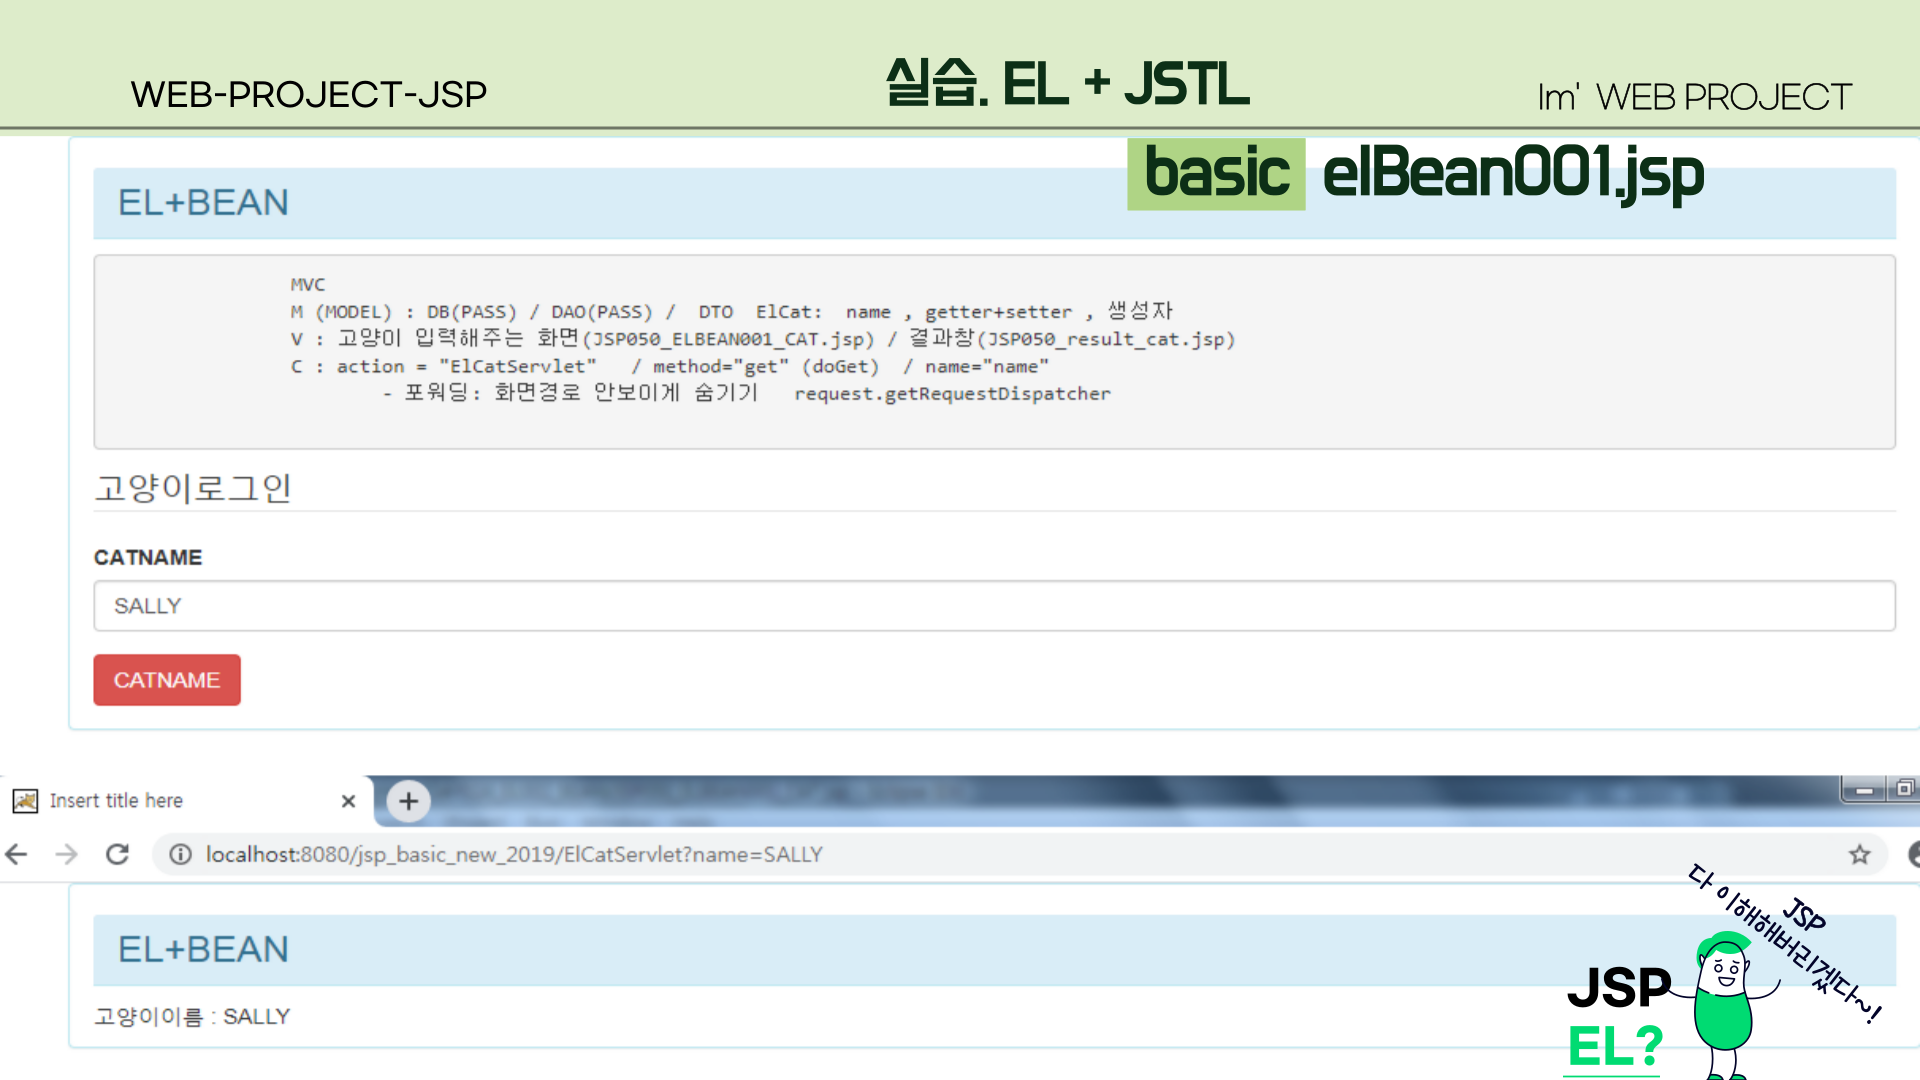 WEB-PROJECT-JSP
실습. EL + JSTL
Im' WEB PROJECT
basic elBean001.jsp
EL+BEAN
MVC
M (MODEL) : DB(PASS) / DAO(PASS) / DTO ElCat: name , getter+setter , 생성자
V : 고양이 입력해주는 화면(JSP050_ELBEAN001_CAT.jsp) / 결과창(JSP050_result_cat.jsp)
C : action = "ElCatServlet" / method="get" (doGet) / name="name"
- 포워딩: 화면경로 안보이게 숨기기 request.getRequestDispatcher
고양이로그인
CATNAME
SALLY
CATNAME
Insert title here
localhost:8080/jsp_basic_new_2019/ElCatServlet?name=SALLY
EL+BEAN
고양이이름 : SALLY
JSP
다 이해해버리겠다~!
JSP
EL?